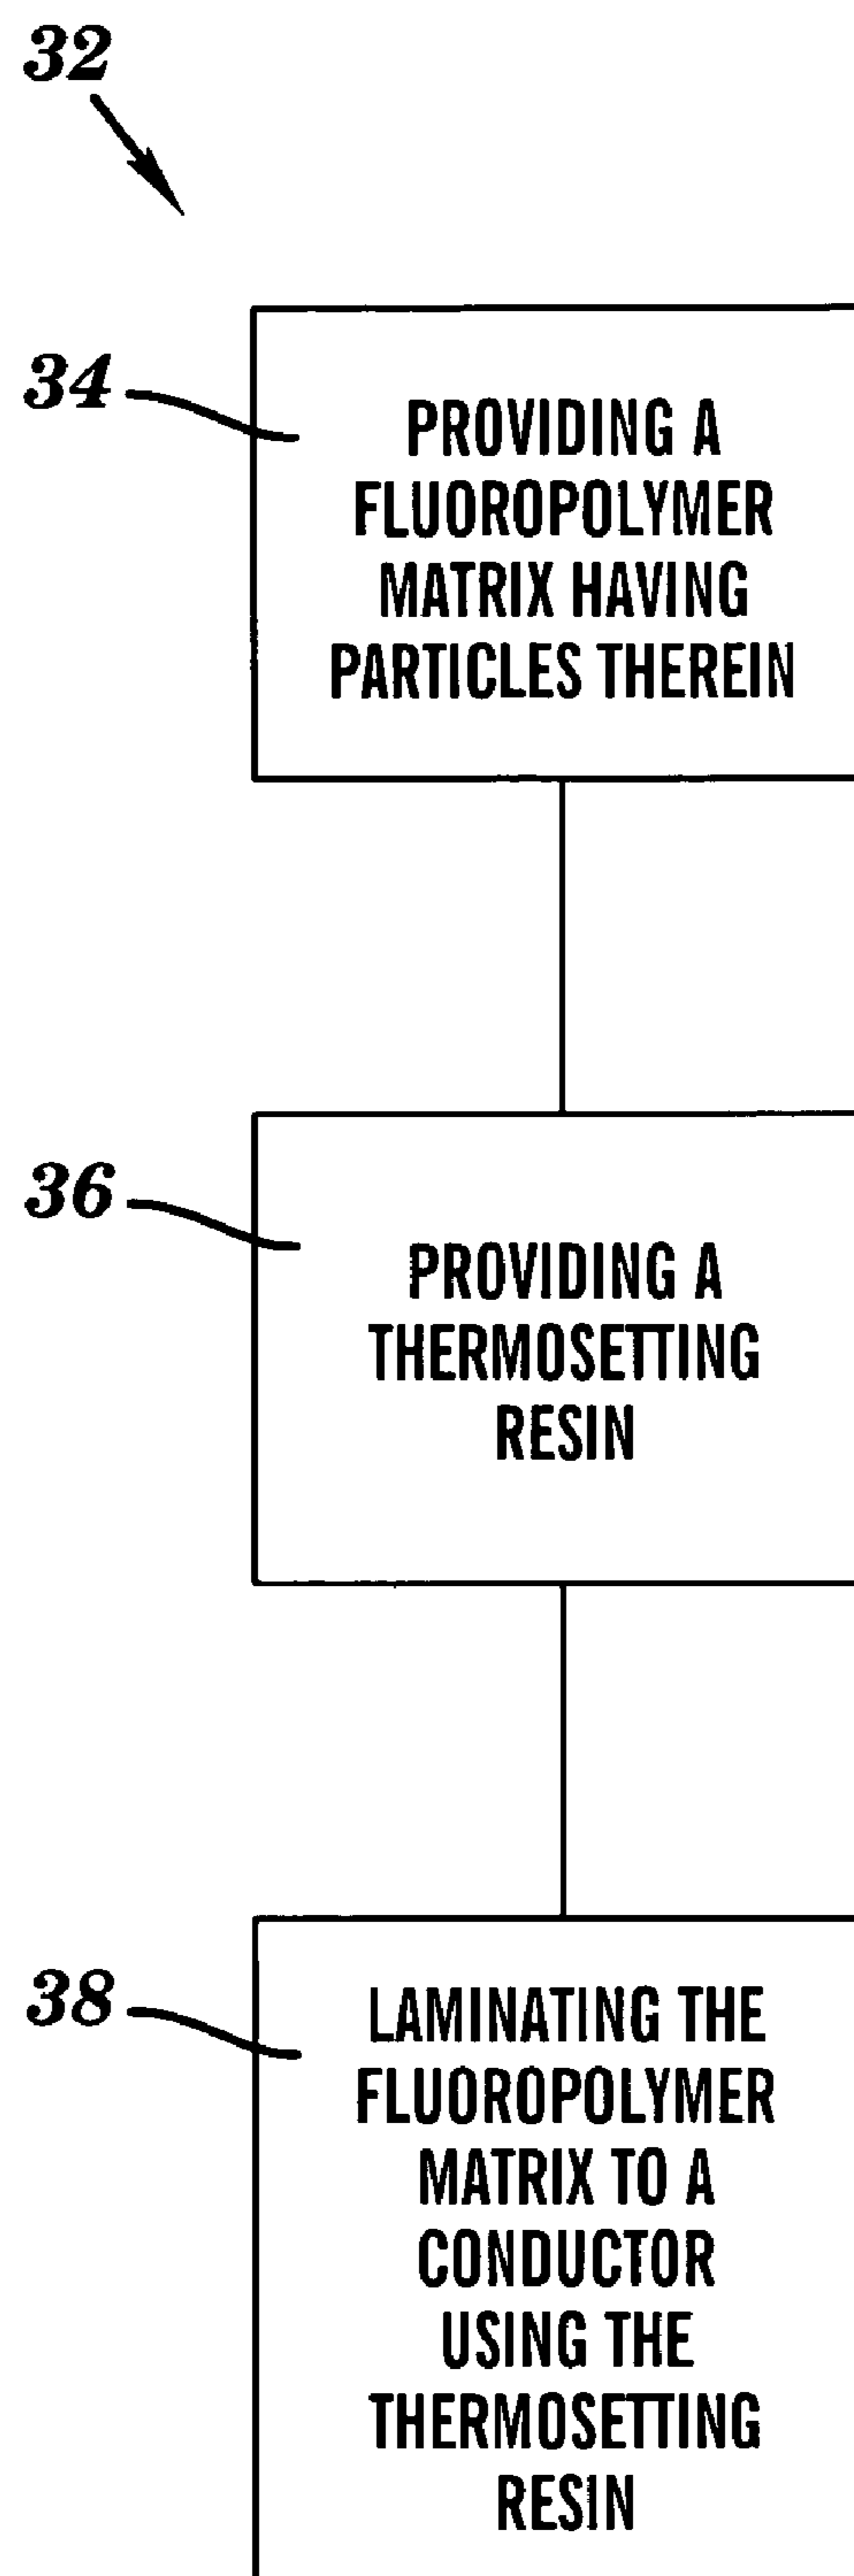 32
34
PROVIDING A
FLUOROPOLYMER
MATRIX HAVING
PARTICLES THEREIN
36
PROVIDING A
THERMOSETTING
RESIN
38
LAMINATING THE
FLUOROPOLYMER
MATRIX TO A
CONDUCTOR
USING THE
THERMOSETTING
RESIN